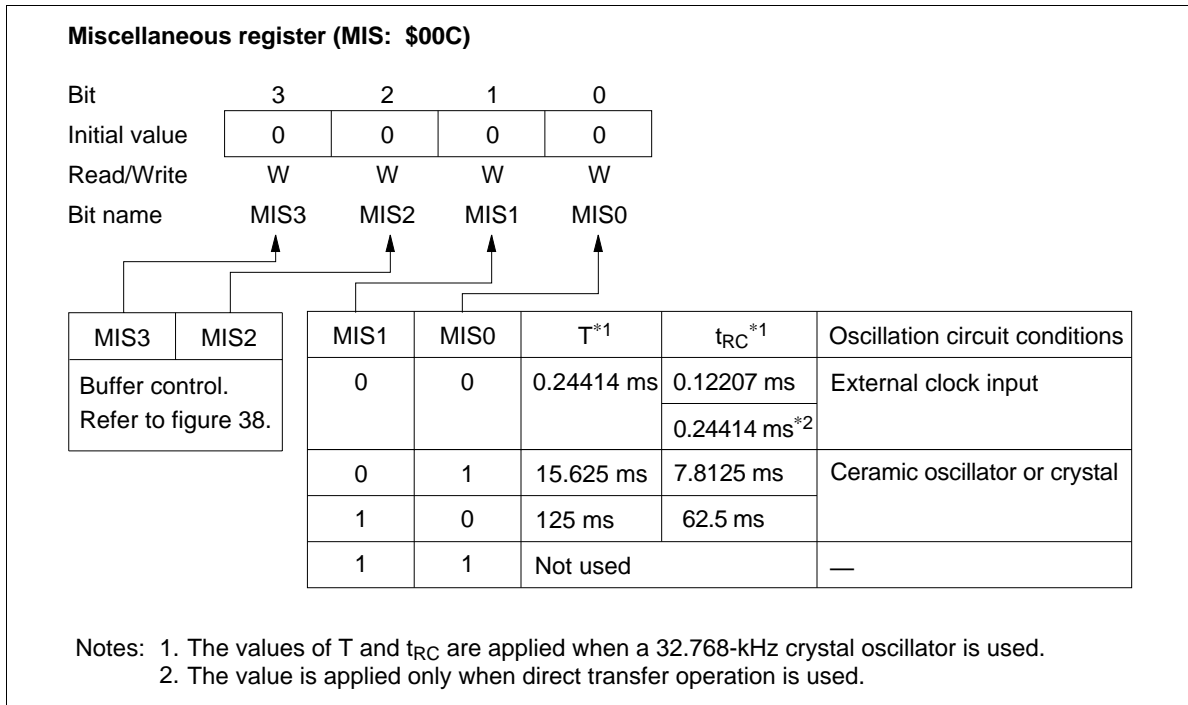 Miscellaneous register (MIS: $00C)
Bit 3 2 1 0
Initial value 0 0 0 0
Read/Write W W W W
Bit name MIS3 MIS2 MIS1 MIS0
MIS3 MIS2
Buffer control.
Refer to figure 38.
MIS1 MIS0 T*1 tRC*1 Oscillation circuit conditions
0 0 0.24414 ms 0.12207 ms External clock input
0.24414 ms*2
0 1 15.625 ms 7.8125 ms Ceramic oscillator or crystal
1 0 125 ms 62.5 ms
1 1 Not used —
Notes: 1. The values of T and tRC are applied when a 32.768-kHz crystal oscillator is used.
2. The value is applied only when direct transfer operation is used.